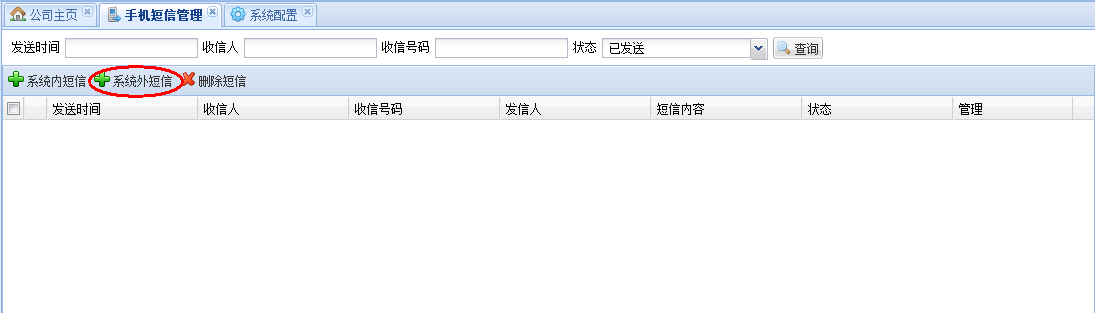 公司主页 手机短信管理 系统配置
发送时间 收信人 收信号码 状态 已发送 查询
系统内短信 系统外短信 删除短信
发送时间 收信人 收信号码 发信人 短信内容 状态 管理